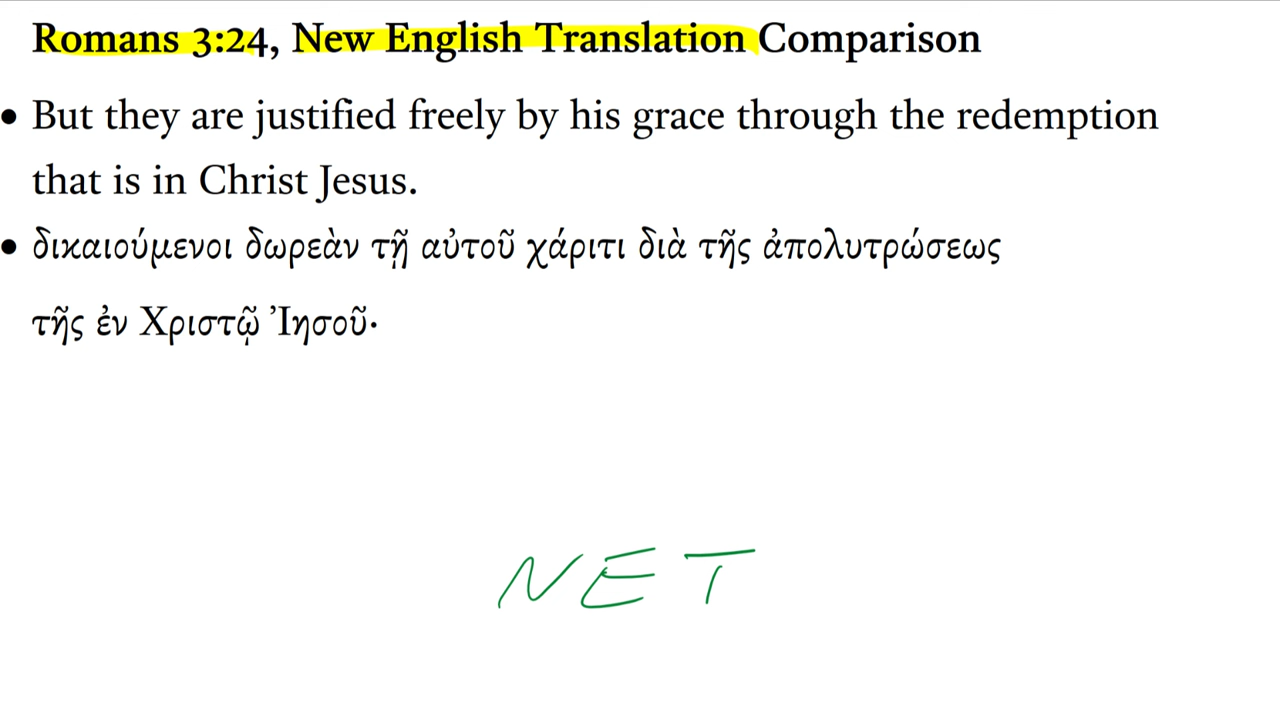 Romans 3:24, New English Translation Comparison
• But they are justified freely by his grace through the redemption
that is in Christ Jesus.
• δικαιούμενοι δωρεὰν τῇ αὐτοῦ χάριτι διὰ τῆς ἀπολυτρώσεως
τῆς ἐν Χριστῷ Ἰησοῦ·
NET